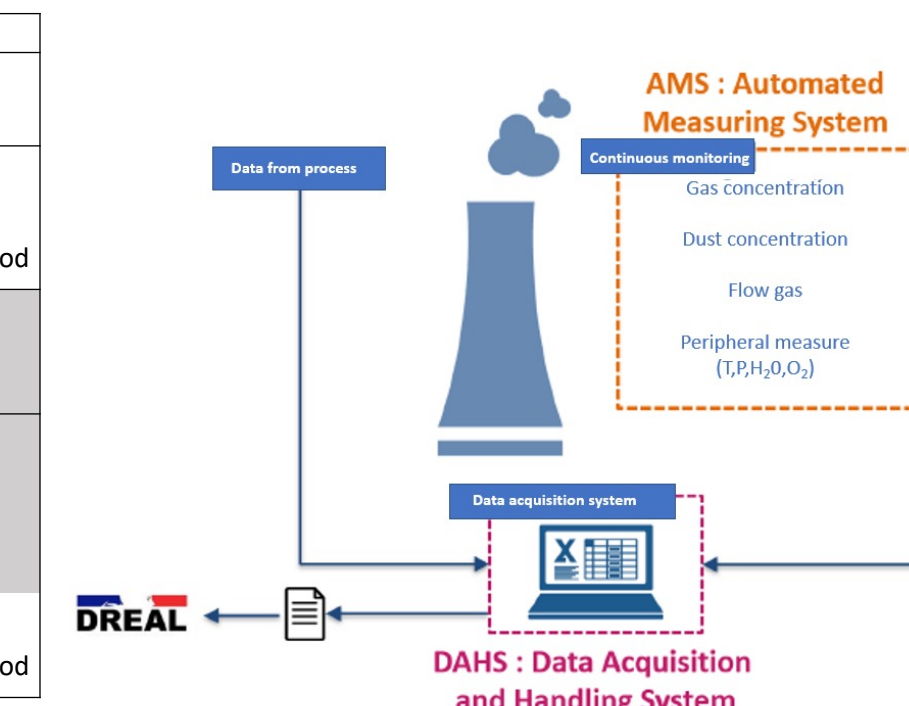 od
od
AMS : Automated
Measuring System
Data from process
Continuous monitoring
Gas concentration
Dust concentration
Flow gas
Peripheral measure
(T,P,H₂0,O₂)
Data acquisition system
X
DREAL
DAHS : Data Acquisition
and Handling System